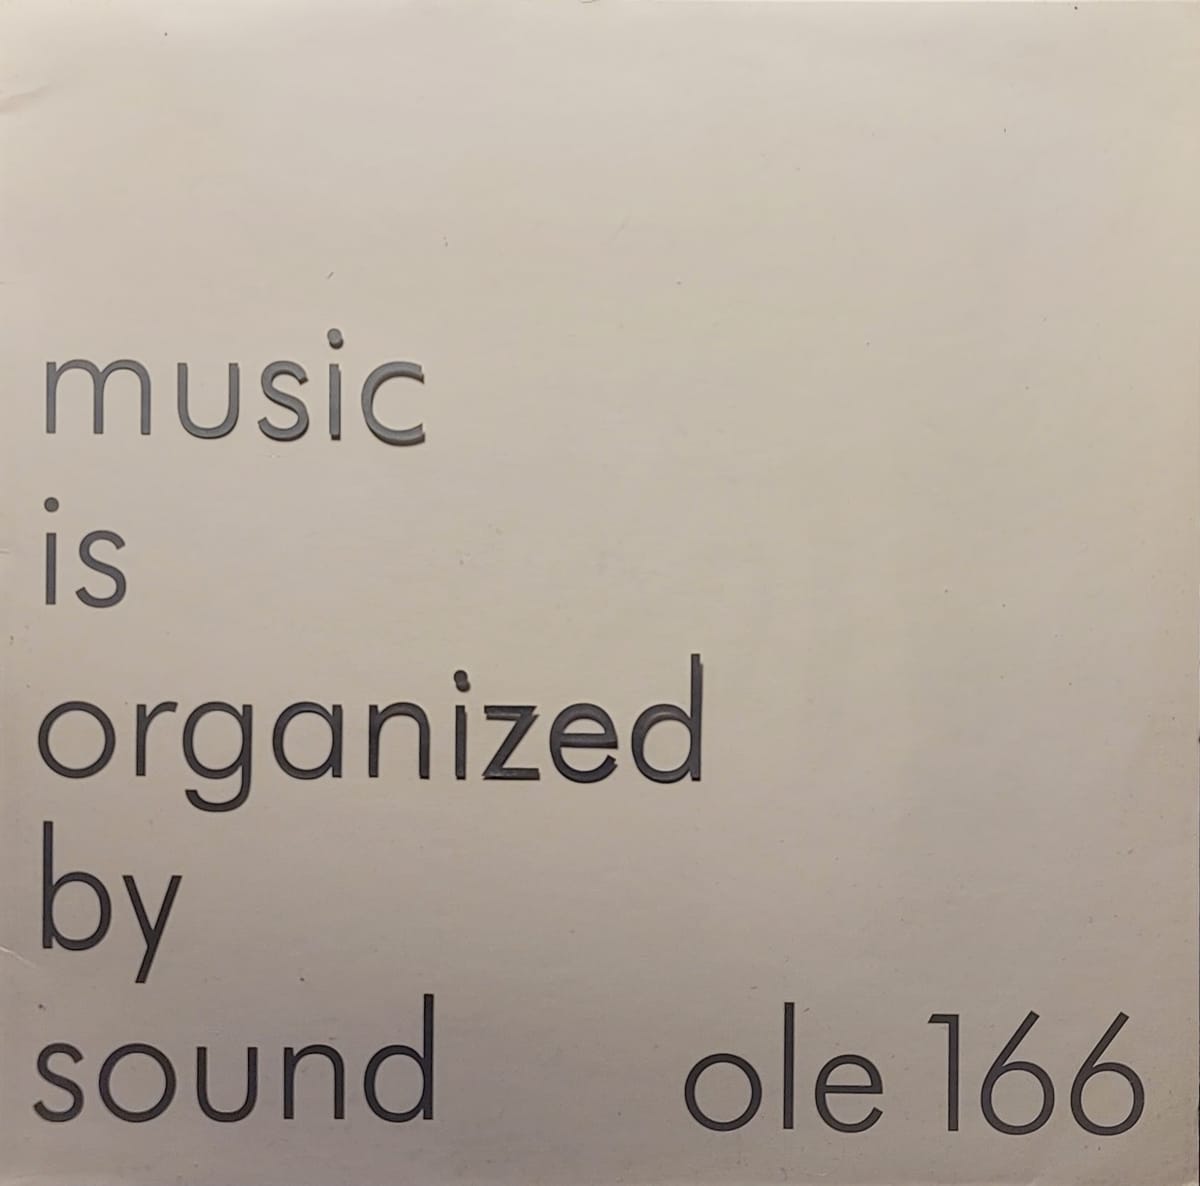 music
is
organized
by
sound
ole 166